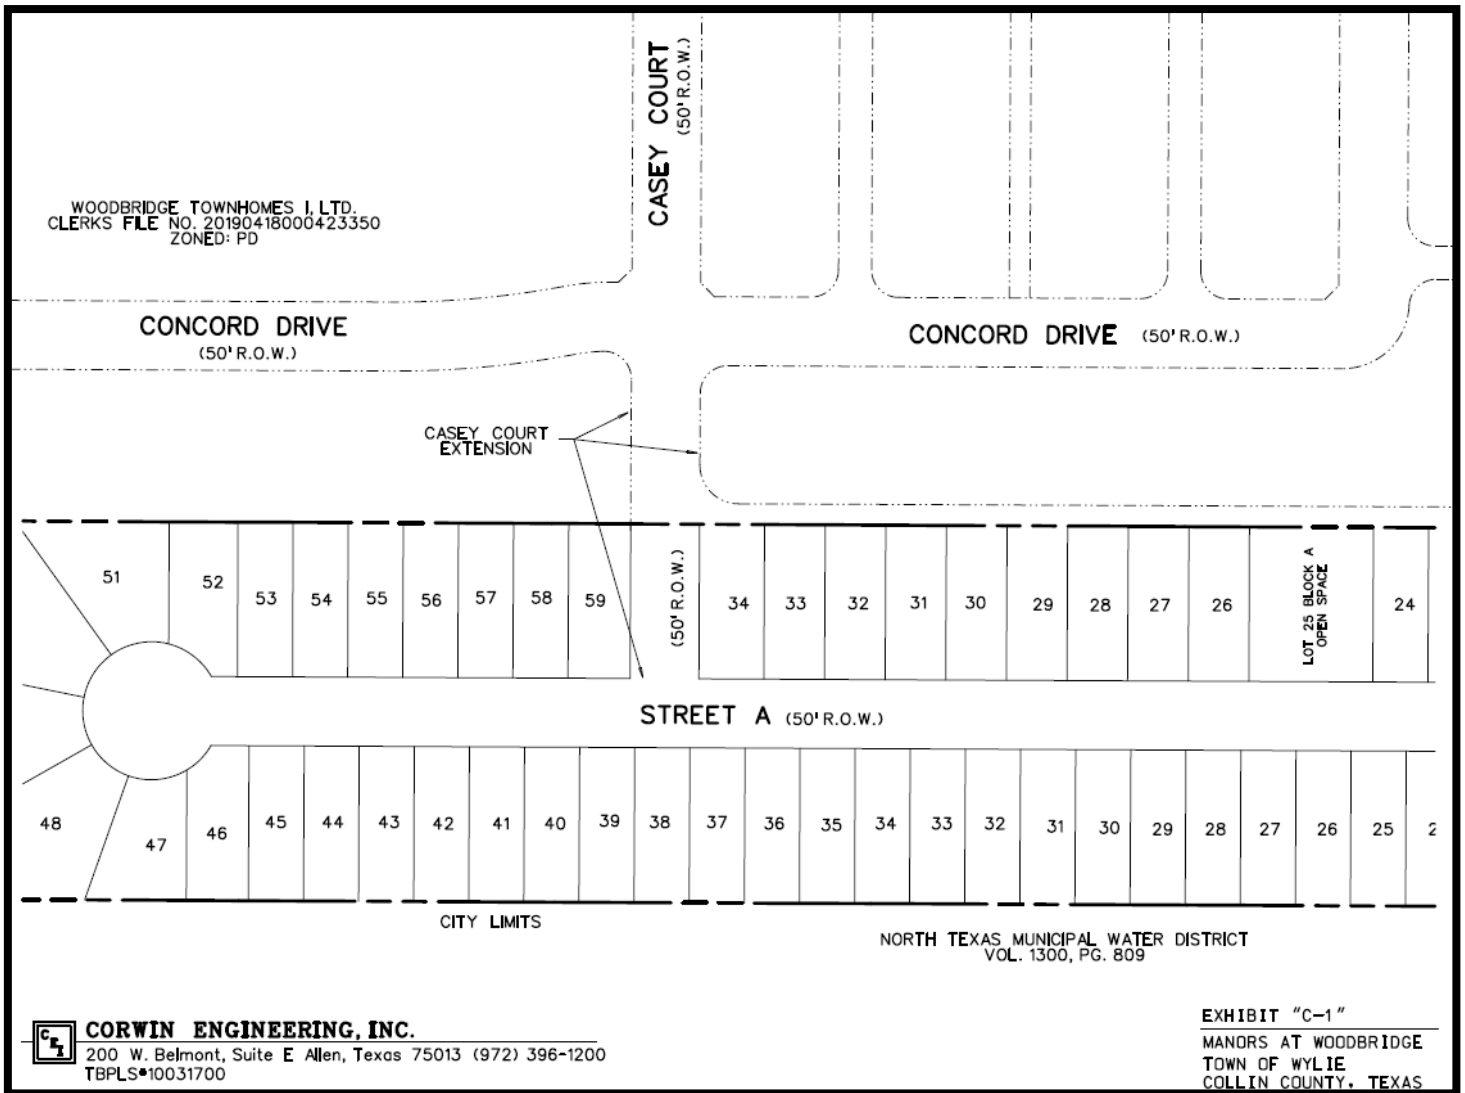 CASEY COURT
(50' R.O.W.)
WOODBRIDGE TOWNHOMES I, LTD.
CLERKS FILE NO. 20190418000423350
ZONED: PD
CONCORD DRIVE
(50' R.O.W.)
CONCORD DRIVE (50' R.O.W.)
CASEY COURT
EXTENSION
51 52 53 54 55 56 57 58 59
(50' R.O.W.)
34 33 32 31 30 29 28 27 26
LOT 25 BLOCK A
OPEN SPACE
24
STREET A (50' R.O.W.)
48 47 46 45 44 43 42 41 40 39 38 37 36 35 34 33 32 31 30 29 28 27 26 25 2
CITY LIMITS
NORTH TEXAS MUNICIPAL WATER DISTRICT
VOL. 1300, PG. 809
CEI
CORWIN ENGINEERING, INC.
200 W. Belmont, Suite E Allen, Texas 75013 (972) 396-1200
TBPLS#10031700
EXHIBIT "C-1"
MANORS AT WOODBRIDGE
TOWN OF WYLIE
COLLIN COUNTY, TEXAS